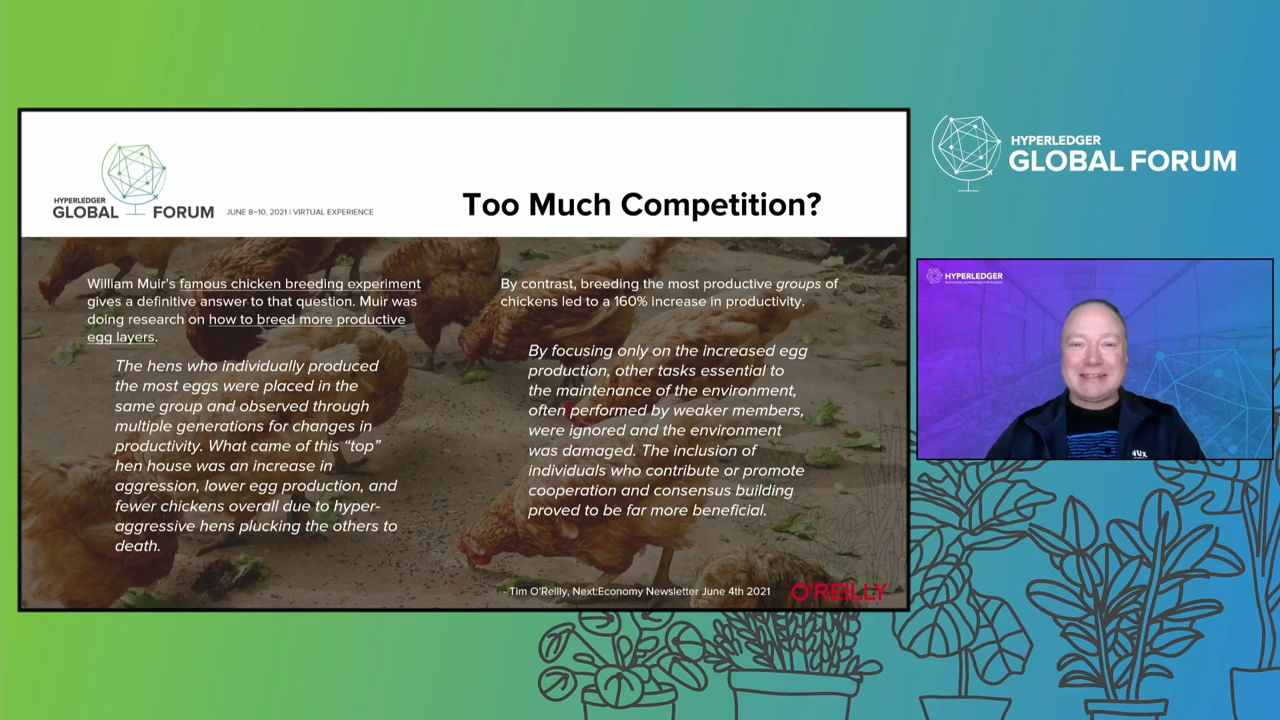 HYPERLEDGER
GLOBAL FORUM
JUNE 8–10, 2021 | VIRTUAL EXPERIENCE
Too Much Competition?
William Muir's famous chicken breeding experiment
gives a definitive answer to that question. Muir was
doing research on how to breed more productive
egg layers.
The hens who individually produced
the most eggs were placed in the
same group and observed through
multiple generations for changes in
productivity. What came of this “top”
hen house was an increase in
aggression, lower egg production, and
fewer chickens overall due to hyper-
aggressive hens plucking the others to
death.
By contrast, breeding the most productive groups of
chickens led to a 160% increase in productivity.
By focusing only on the increased egg
production, other tasks essential to
the maintenance of the environment,
often performed by weaker members,
were ignored and the environment
was damaged. The inclusion of
individuals who contribute or promote
cooperation and consensus building
proved to be far more beneficial.
- Tim O'Reilly, Next:Economy Newsletter June 4th 2021
O'REILLY
HYPERLEDGER
GLOBAL FORUM
HYPERLEDGER
NUX